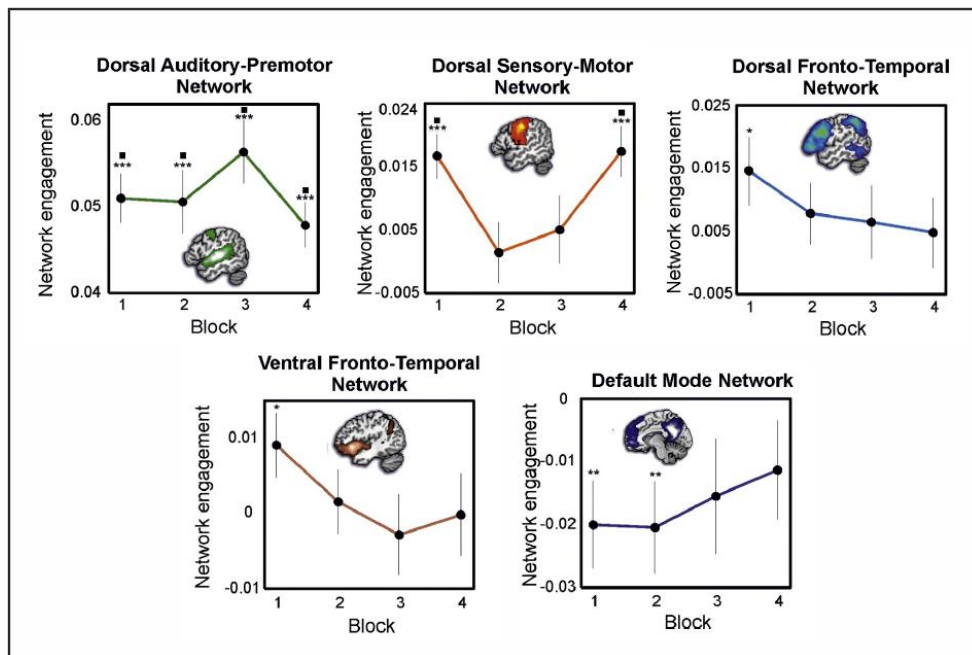 Dorsal Auditory-Premotor
Network
Network engagement
0.06
0.05
0.04
■
***
■
***
■
***
■
***
1 2 3 4
Block
Dorsal Sensory-Motor
Network
Network engagement
0.024
0.015
0.005
-0.005
■
***
■
***
1 2 3 4
Block
Dorsal Fronto-Temporal
Network
Network engagement
0.025
0.015
0.005
-0.005
*
1 2 3 4
Block
Ventral Fronto-Temporal
Network
Network engagement
0.01
0
-0.01
*
1 2 3 4
Block
Default Mode Network
Network engagement
0
-0.01
-0.02
-0.03
**
**
1 2 3 4
Block